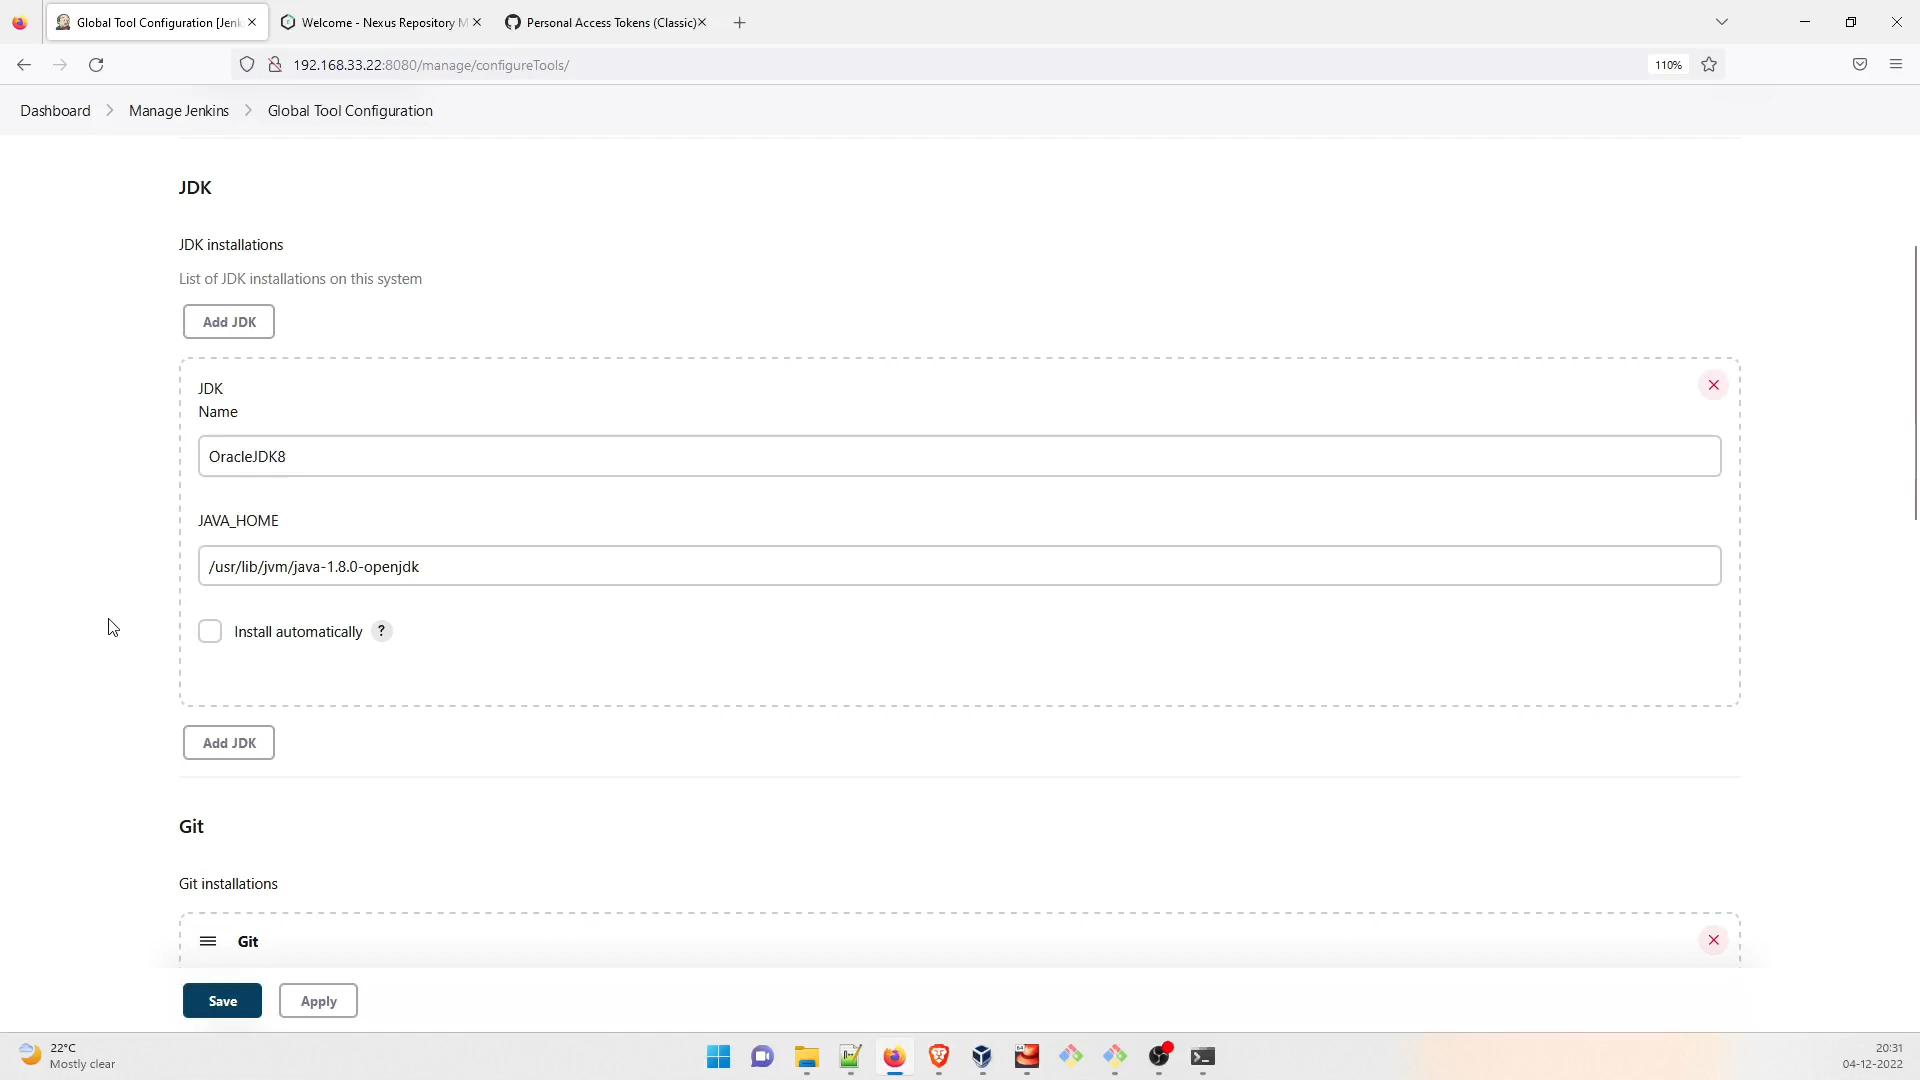 Global Tool Configuration [Jenk
Welcome - Nexus Repository M
Personal Access Tokens (Classic)
192.168.33.22:8080/manage/configureTools/
110%
Dashboard
Manage Jenkins
Global Tool Configuration
JDK
JDK installations
List of JDK installations on this system
Add JDK
JDK
Name
OracleJDK8
JAVA_HOME
/usr/lib/jvm/java-1.8.0-openjdk
Install automatically ?
Add JDK
Git
Git installations
Git
Save
Apply
22°C
Mostly clear
20:31
04-12-2022